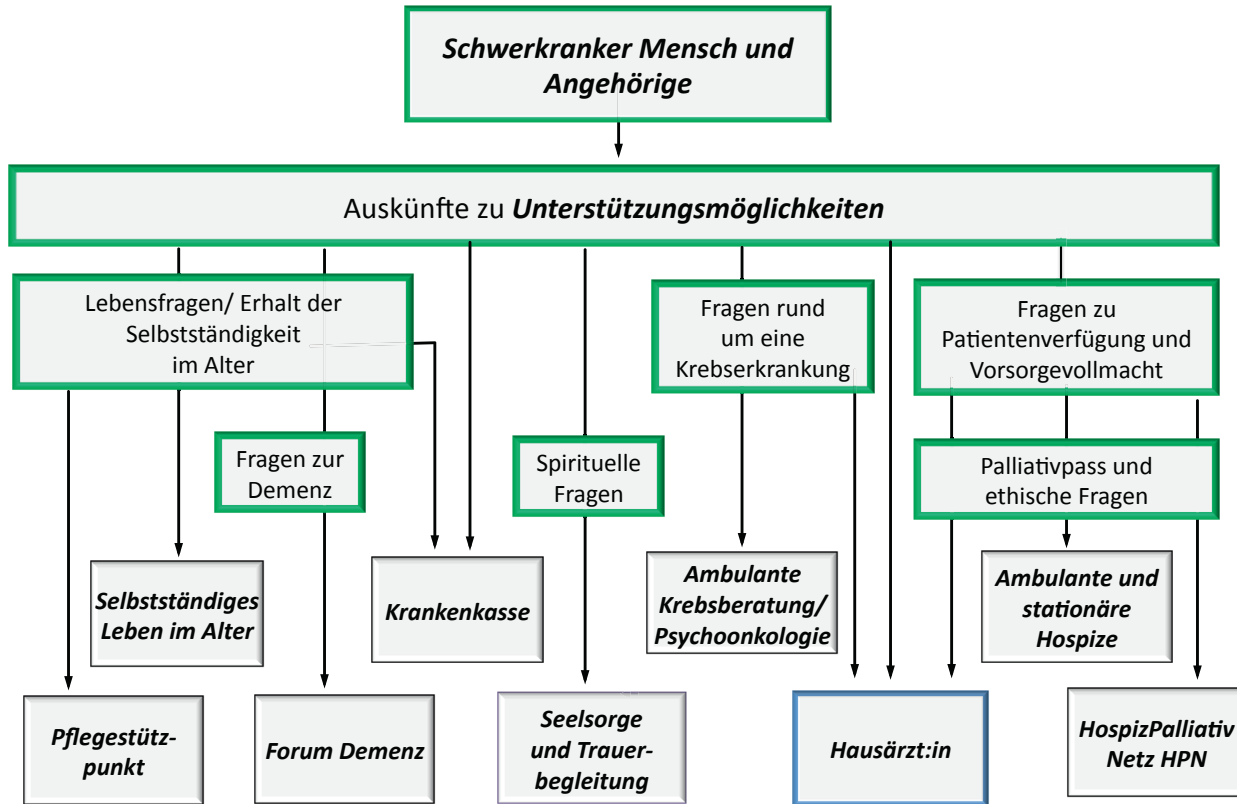 Schwerkranker Mensch und
Angehörige
Auskünfte zu Unterstützungsmöglichkeiten
Lebensfragen/ Erhalt der
Selbstständigkeit
im Alter
Fragen rund
um eine
Krebserkrankung
Fragen zu
Patientenverfügung und
Vorsorgevollmacht
Fragen zur
Demenz
Spirituelle
Fragen
Palliativpass und
ethische Fragen
Selbstständiges
Leben im Alter
Krankenkasse
Ambulante
Krebsberatung/
Psychoonkologie
Ambulante und
stationäre
Hospize
Pflegestütz-
punkt
Forum Demenz
Seelsorge
und Trauer-
begleitung
Hausärzt:in
HospizPalliativ
Netz HPN